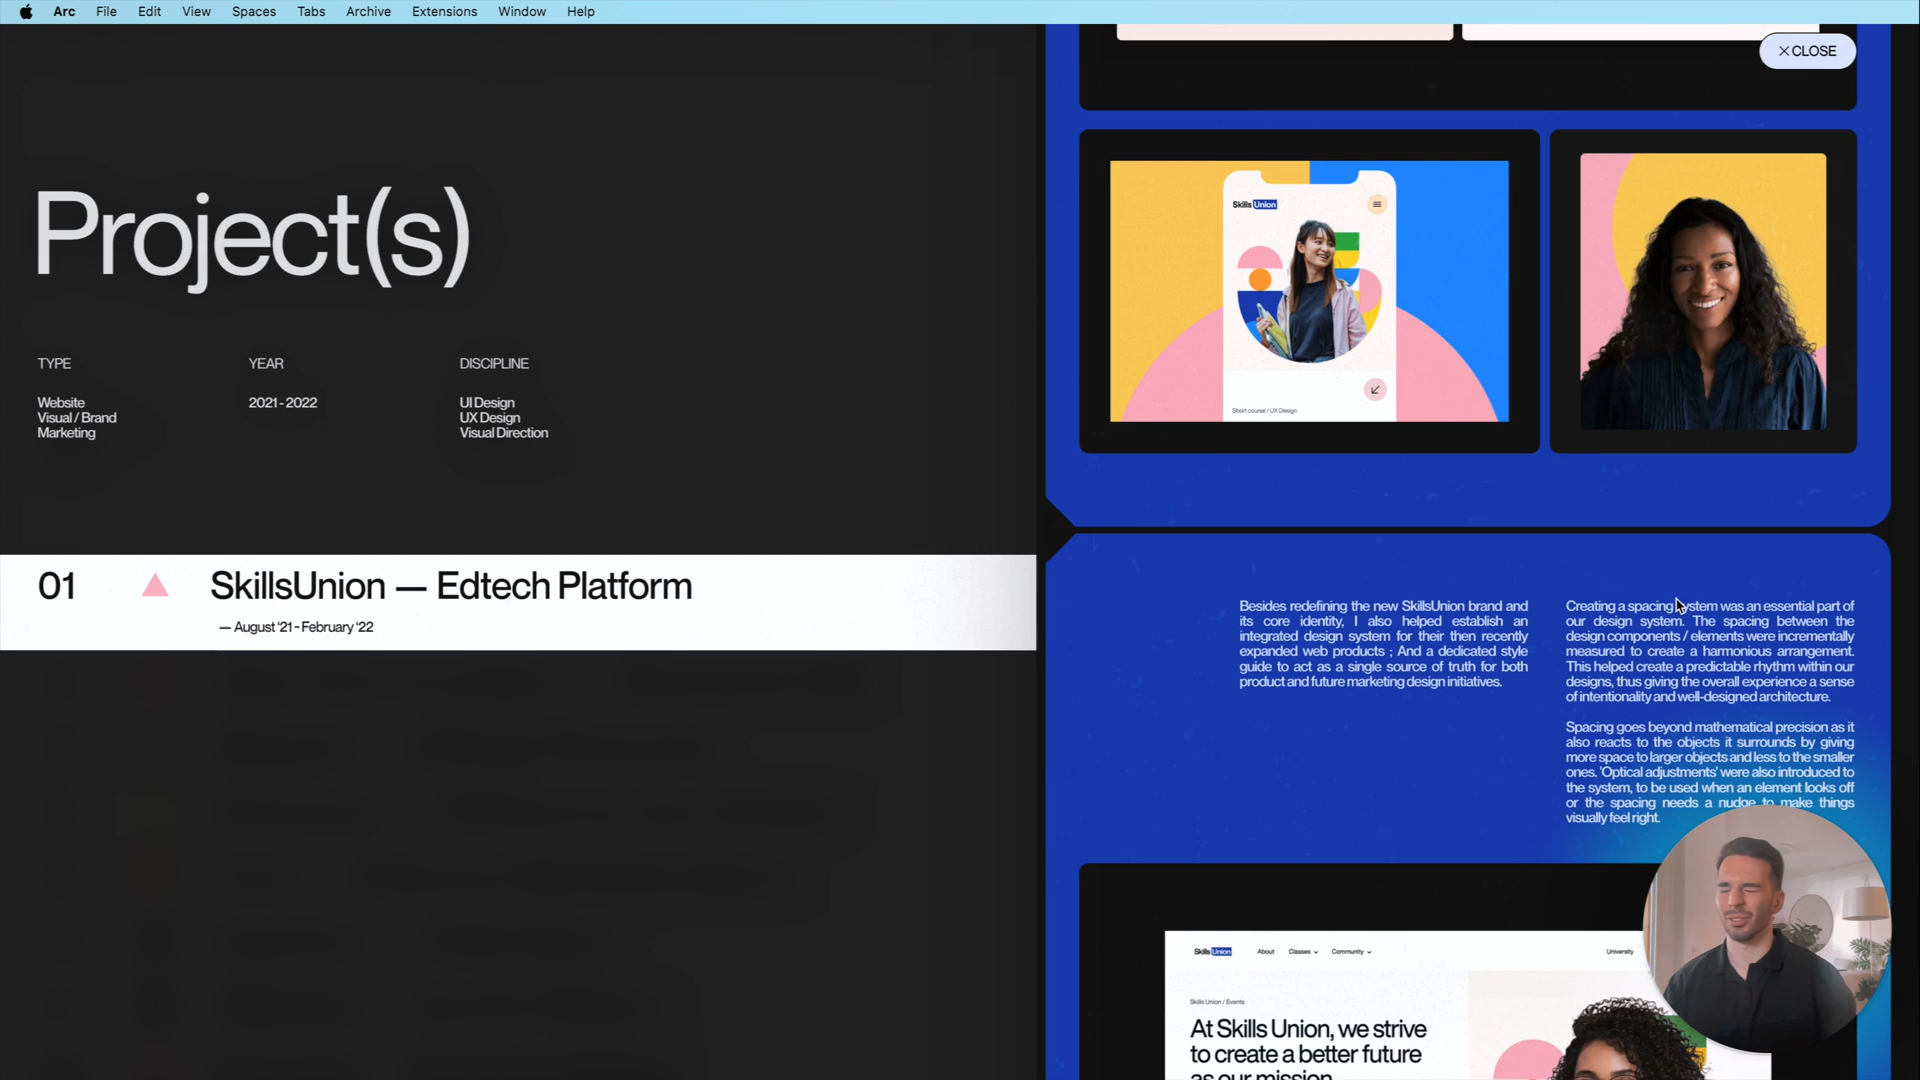 Arc File Edit View Spaces Tabs Archive Extensions Window Help
CLOSE
Project(s)
TYPE
Website
Visual / Brand
Marketing
YEAR
2021 - 2022
DISCIPLINE
UI Design
UX Design
Visual Direction
01
SkillsUnion — Edtech Platform
— August ‘21 - February ‘22
Skills Union
Short course / UX Design
Besides redefining the new SkillsUnion brand and
its core identity, I also helped establish an
integrated design system for their then recently
expanded web products ; And a dedicated style
guide to act as a single source of truth for both
product and future marketing design initiatives.
Creating a spacing system was an essential part of
our design system. The spacing between the
design components / elements were incrementally
measured to create a harmonious arrangement.
This helped create a predictable rhythm within our
designs, thus giving the overall experience a sense
of intentionality and well-designed architecture.
Spacing goes beyond mathematical precision as it
also reacts to the objects it surrounds by giving
more space to larger objects and less to the smaller
ones. 'Optical adjustments' were also introduced to
the system, to be used when an element looks off
or the spacing needs a nudge to make things
visually feel right.
Skills Union About Classes Community University
Skills Union / Events
At Skills Union, we strive
to create a better future
as our mission